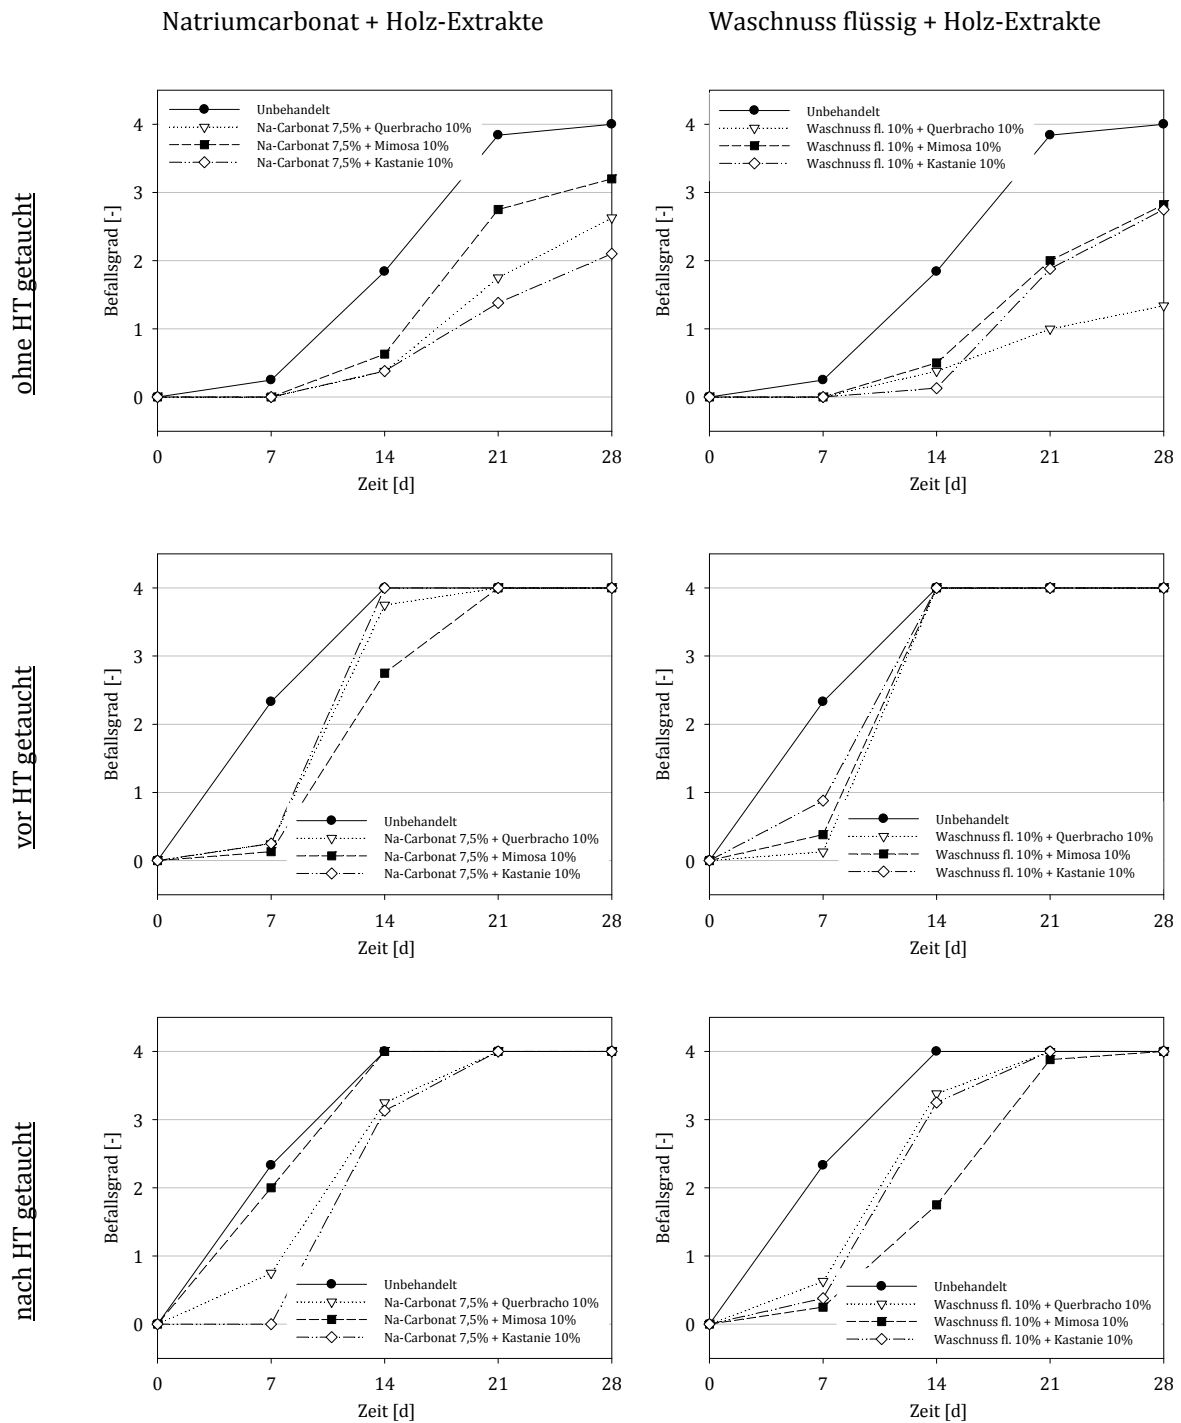 Natriumcarbonat + Holz-Extrakte
Waschnuss flüssig + Holz-Extrakte
ohne HT getaucht
Befallsgrad [-]
4
3
2
1
0
Unbehandelt
Na-Carbonat 7,5% + Querbracho 10%
Na-Carbonat 7,5% + Mimosa 10%
Na-Carbonat 7,5% + Kastanie 10%
0 7 14 21 28
Zeit [d]
Befallsgrad [-]
4
3
2
1
0
Unbehandelt
Waschnuss fl. 10% + Querbracho 10%
Waschnuss fl. 10% + Mimosa 10%
Waschnuss fl. 10% + Kastanie 10%
0 7 14 21 28
Zeit [d]
vor HT getaucht
Befallsgrad [-]
4
3
2
1
0
Unbehandelt
Na-Carbonat 7,5% + Querbracho 10%
Na-Carbonat 7,5% + Mimosa 10%
Na-Carbonat 7,5% + Kastanie 10%
0 7 14 21 28
Zeit [d]
Befallsgrad [-]
4
3
2
1
0
Unbehandelt
Waschnuss fl. 10% + Querbracho 10%
Waschnuss fl. 10% + Mimosa 10%
Waschnuss fl. 10% + Kastanie 10%
0 7 14 21 28
Zeit [d]
nach HT getaucht
Befallsgrad [-]
4
3
2
1
0
Unbehandelt
Na-Carbonat 7,5% + Querbracho 10%
Na-Carbonat 7,5% + Mimosa 10%
Na-Carbonat 7,5% + Kastanie 10%
0 7 14 21 28
Zeit [d]
Befallsgrad [-]
4
3
2
1
0
Unbehandelt
Waschnuss fl. 10% + Querbracho 10%
Waschnuss fl. 10% + Mimosa 10%
Waschnuss fl. 10% + Kastanie 10%
0 7 14 21 28
Zeit [d]